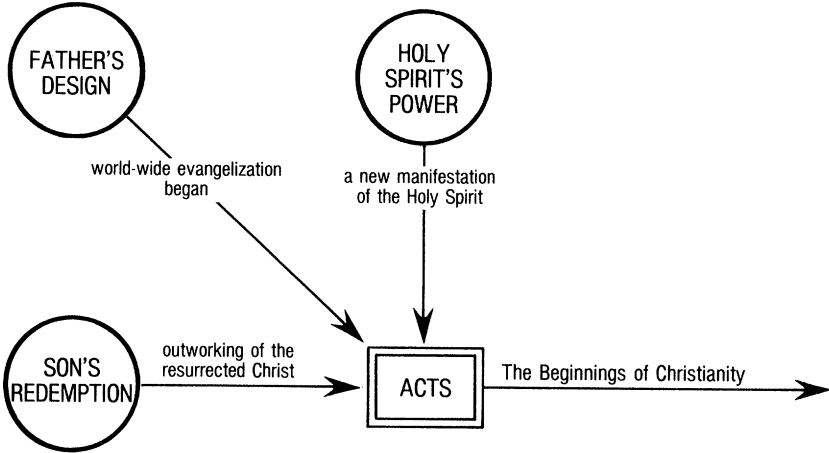 FATHER'S
DESIGN
HOLY
SPIRIT'S
POWER
world-wide evangelization
began
a new manifestation
of the Holy Spirit
SON'S
REDEMPTION
outworking of the
resurrected Christ
ACTS
The Beginnings of Christianity